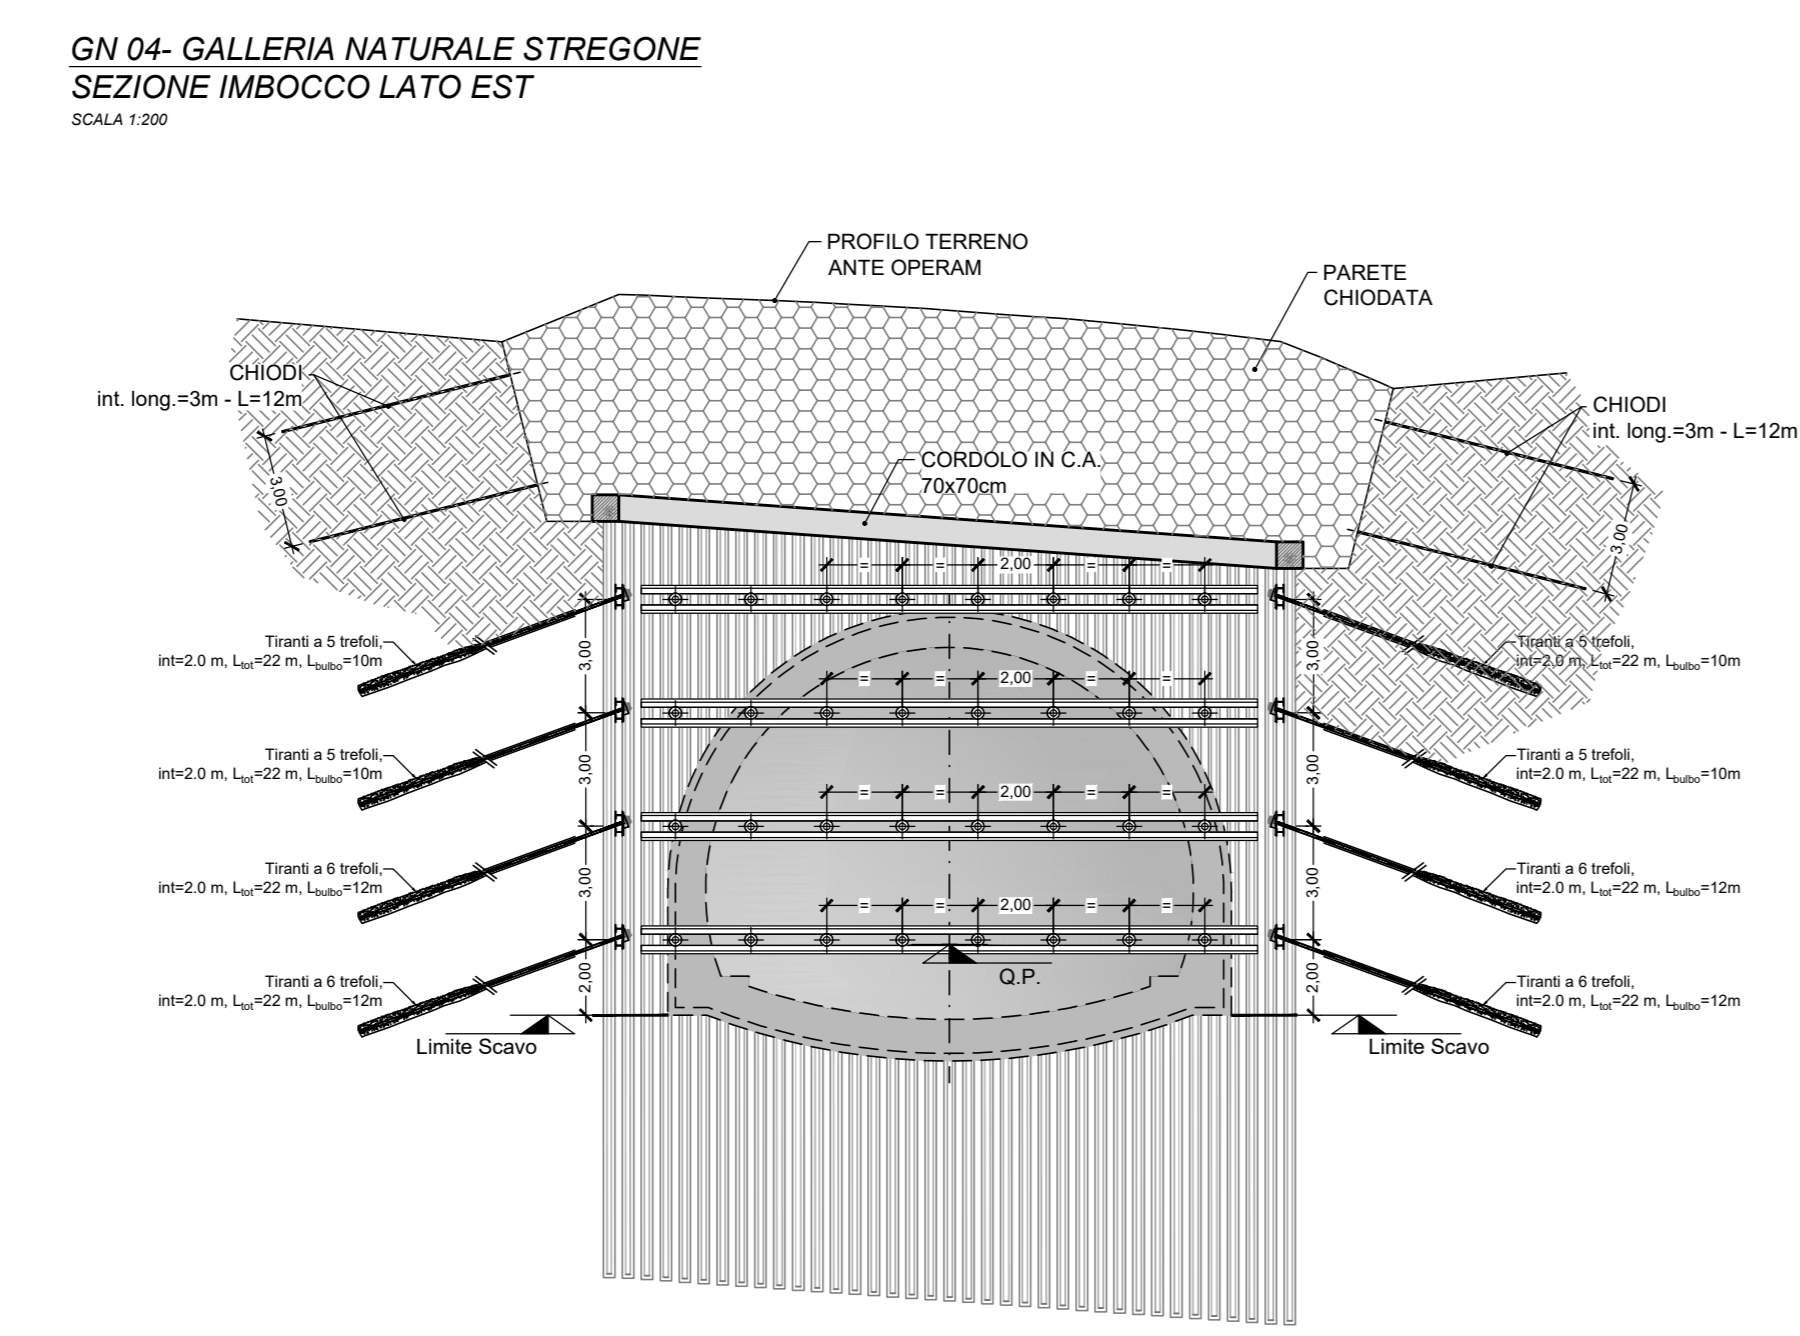 GN 04- GALLERIA NATURALE STREGONE
SEZIONE IMBOCCO LATO EST
SCALA 1:200
PROFILO TERRENO
ANTE OPERAM
PARETE
CHIODATA
CHIODI
int. long.=3m - L=12m
CHIODI
int. long.=3m - L=12m
3,00
3,00
CORDOLO IN C.A.
70x70cm
= = 2,00 = =
Tiranti a 5 trefoli,
int=2.0 m, Ltot=22 m, Lbulbo=10m
3,00
3,00
Tiranti a 5 trefoli,
int=2.0 m, Ltot=22 m, Lbulbo=10m
= = 2,00 = =
Tiranti a 5 trefoli,
int=2.0 m, Ltot=22 m, Lbulbo=10m
3,00
3,00
Tiranti a 5 trefoli,
int=2.0 m, Ltot=22 m, Lbulbo=10m
= = 2,00 = =
Tiranti a 6 trefoli,
int=2.0 m, Ltot=22 m, Lbulbo=12m
3,00
3,00
Tiranti a 6 trefoli,
int=2.0 m, Ltot=22 m, Lbulbo=12m
= = 2,00 = =
Tiranti a 6 trefoli,
int=2.0 m, Ltot=22 m, Lbulbo=12m
2,00
Q.P.
2,00
Tiranti a 6 trefoli,
int=2.0 m, Ltot=22 m, Lbulbo=12m
Limite Scavo
Limite Scavo